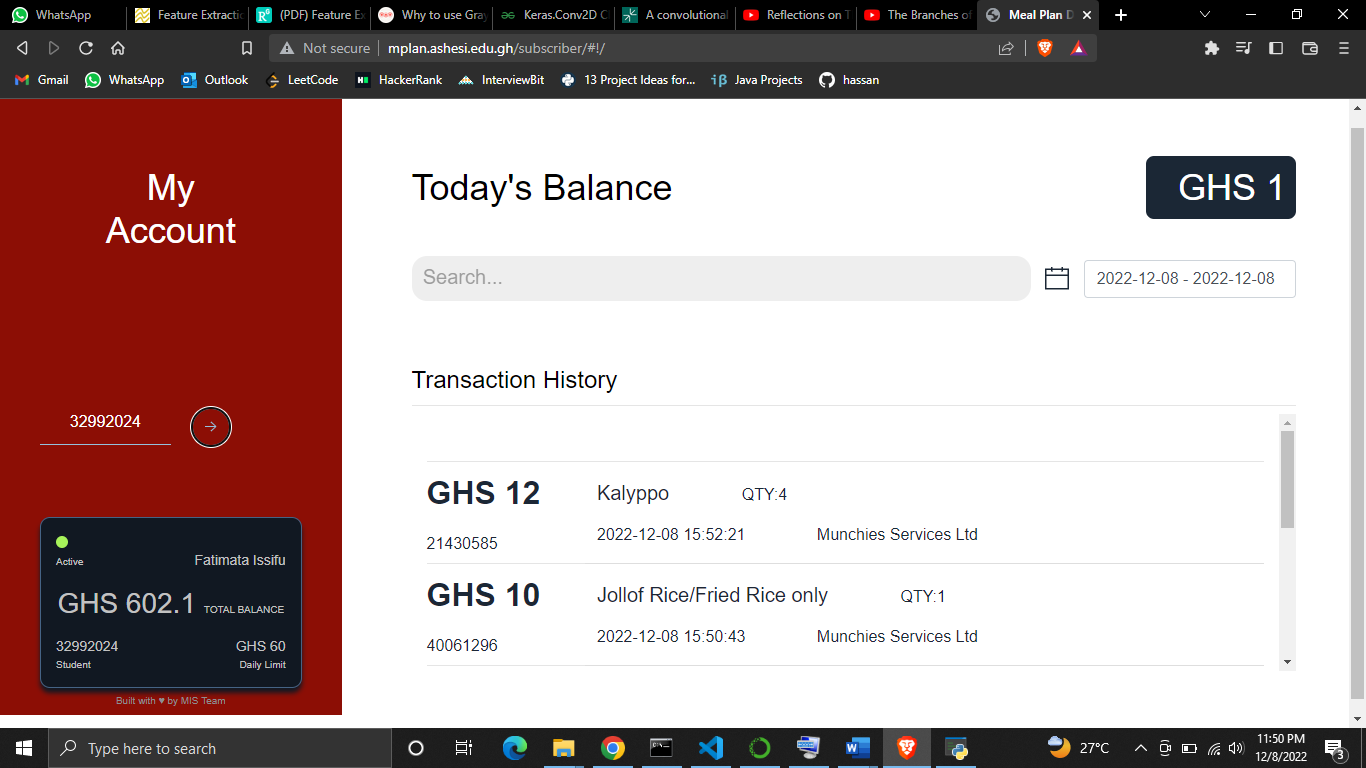 WhatsApp
Feature Extractic
(PDF) Feature Ex
Why to use Gray
Keras.Conv2D C
A convolutional
Reflections on T
The Branches of
Meal Plan D
Not secure
mplan.ashesi.edu.gh/subscriber/#!/
Gmail
WhatsApp
Outlook
LeetCode
HackerRank
InterviewBit
13 Project Ideas for...
Java Projects
hassan
My
Account
32992024
Active
Fatimata Issifu
GHS 602.1 TOTAL BALANCE
32992024
GHS 60
Student
Daily Limit
Built with ♥ by MIS Team
Today's Balance
GHS 1
Search...
2022-12-08 - 2022-12-08
Transaction History
GHS 12
Kalyppo
QTY:4
21430585
2022-12-08 15:52:21
Munchies Services Ltd
GHS 10
Jollof Rice/Fried Rice only
QTY:1
40061296
2022-12-08 15:50:43
Munchies Services Ltd
Type here to search
27°C
11:50 PM
12/8/2022
3